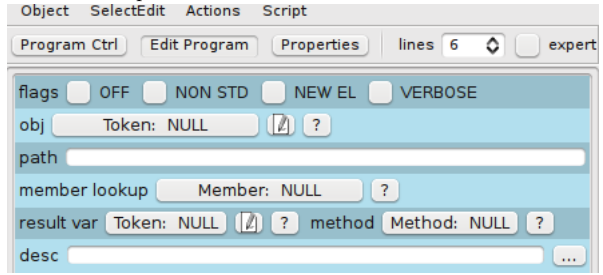 Object SelectEdit Actions Script
Program Ctrl Edit Program Properties lines 6 expert
flags OFF NON STD NEW EL VERBOSE
obj Token: NULL ?
path
member lookup Member: NULL ?
result var Token: NULL ? method Method: NULL ?
desc ...